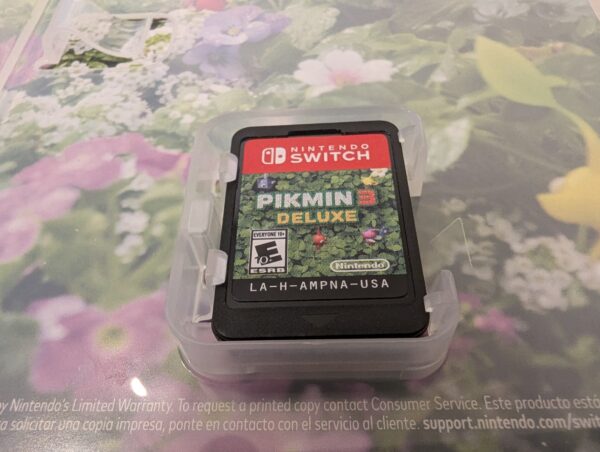 NINTENDO
SWITCH
PIKMIN 3
DELUXE
EVERYONE 10+
E
10+
ESRB
Nintendo
LA-H-AMPNA-USA
by Nintendo's Limited Warranty. To request a printed copy contact Consumer Service. Este producto está
solicitar una copia impresa, ponte en contacto con el servicio al cliente. support.nintendo.com/swit